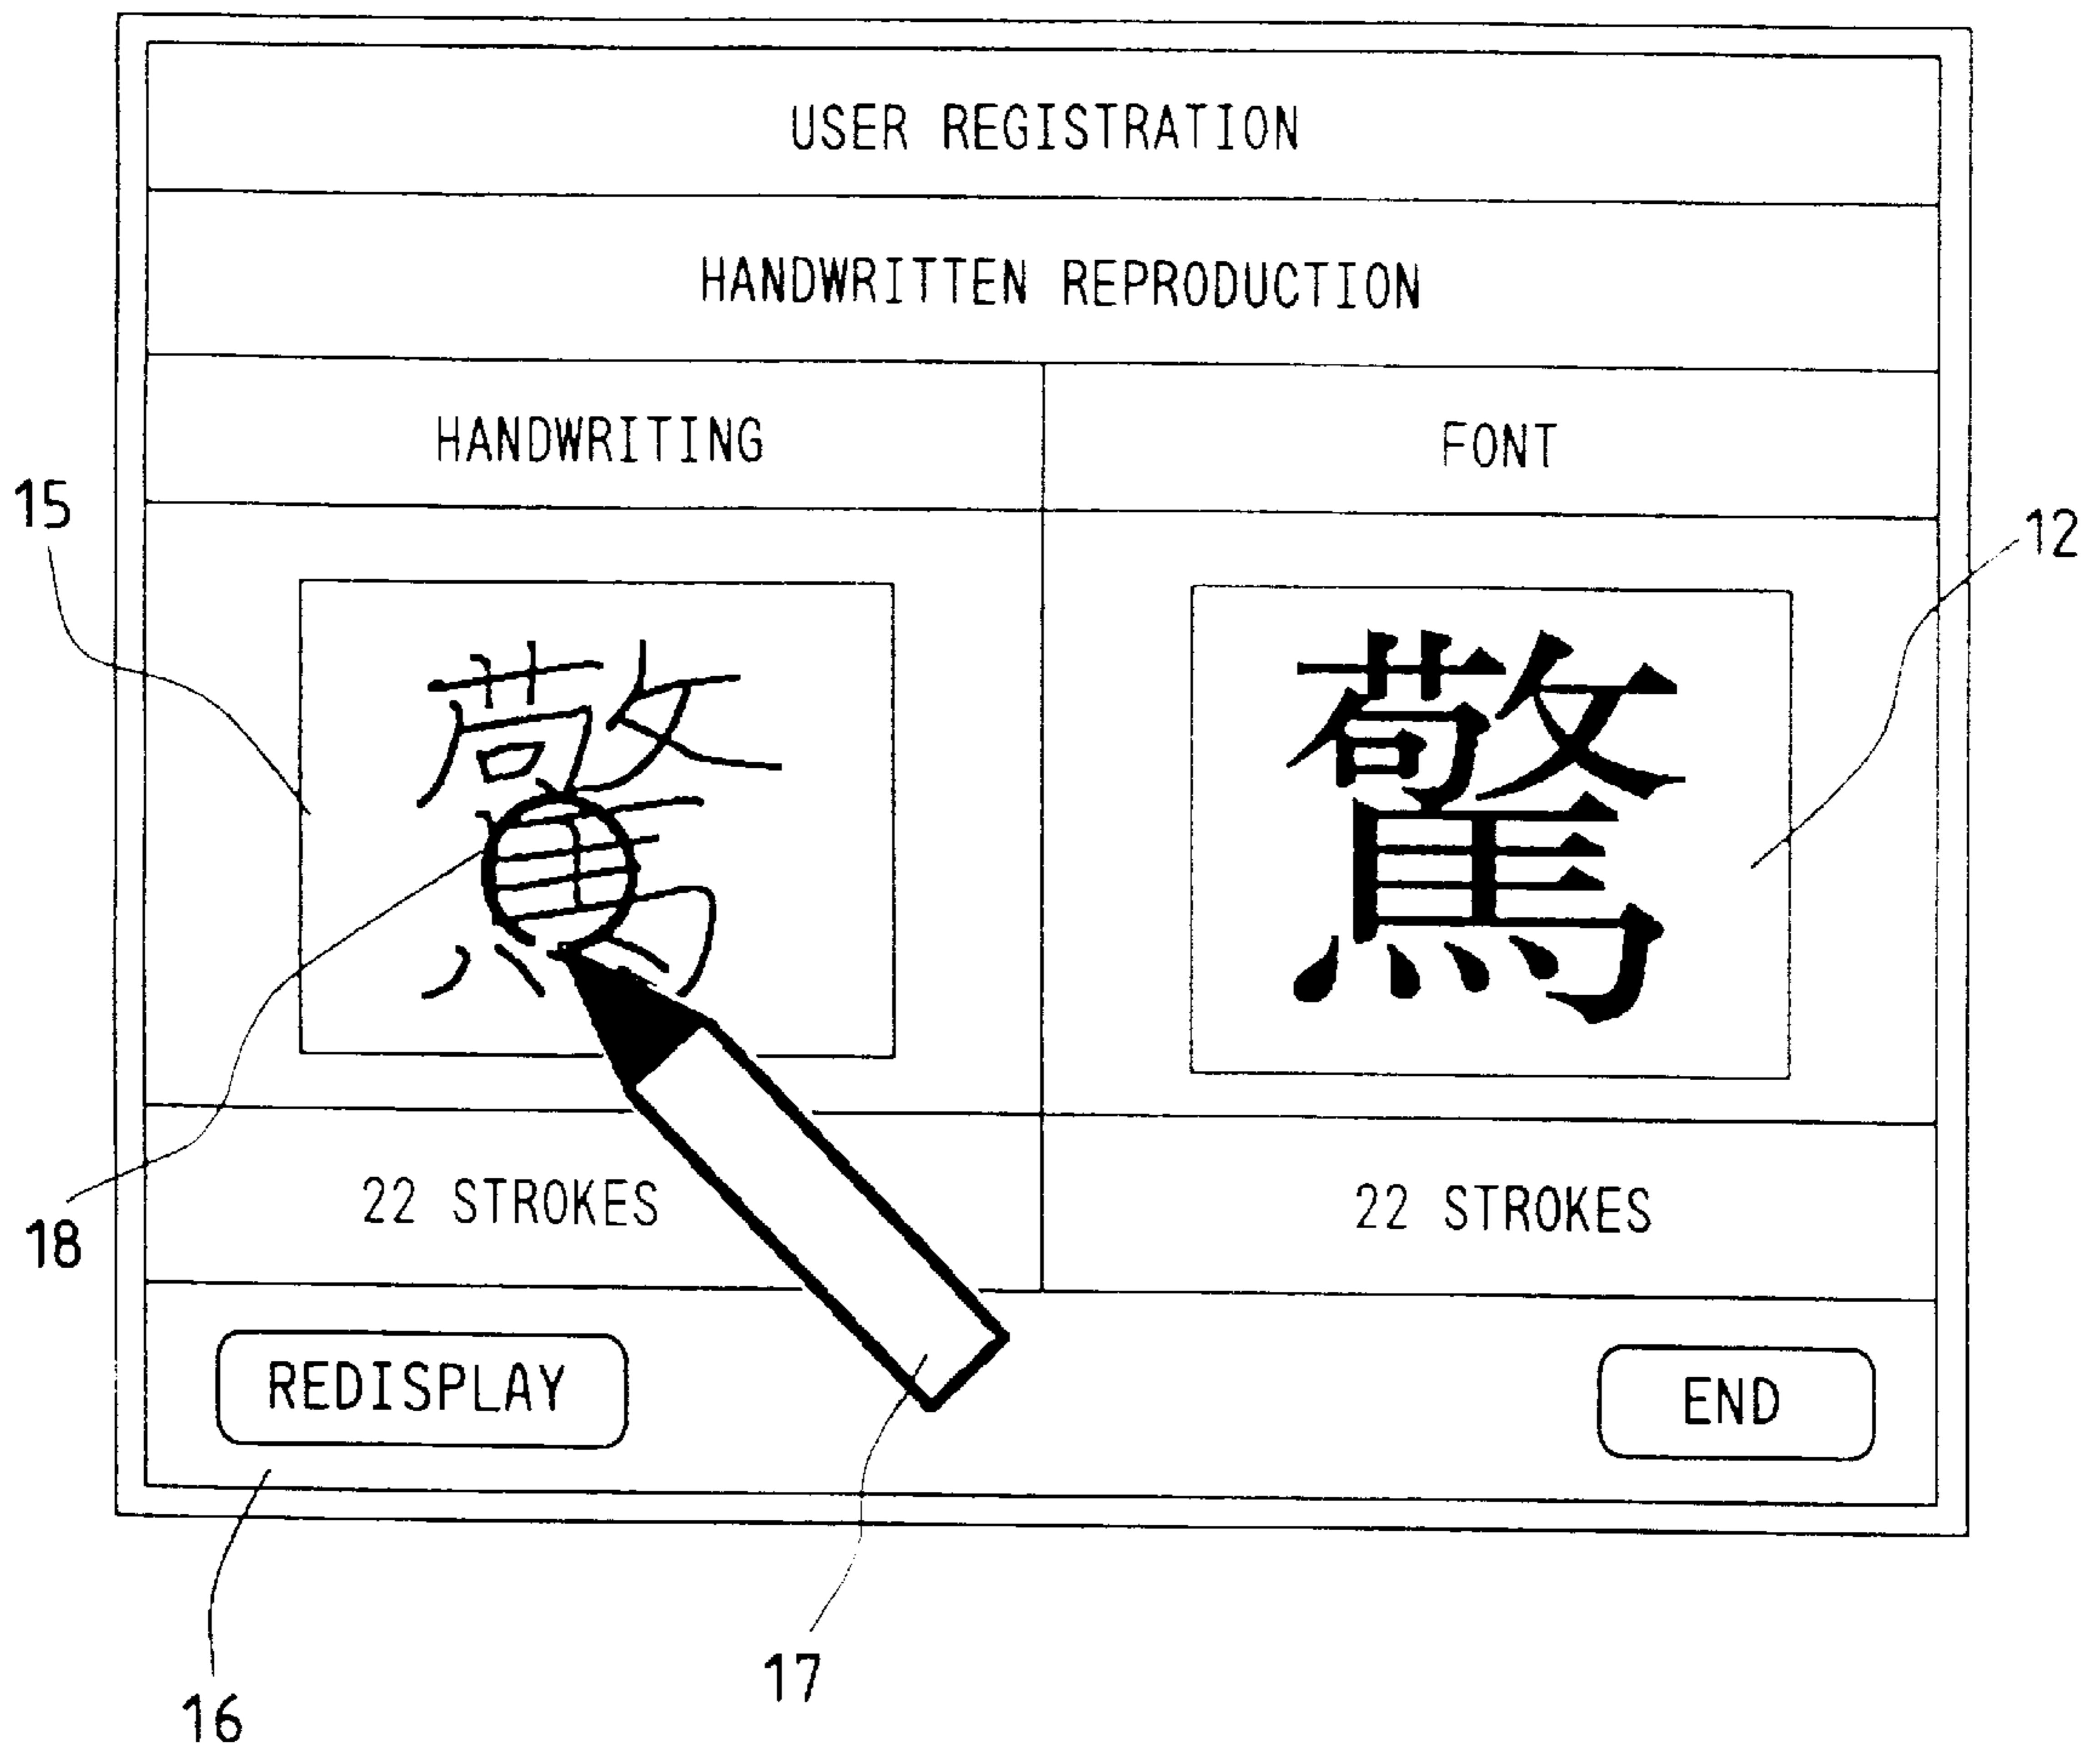 USER REGISTRATION
HANDWRITTEN REPRODUCTION
HANDWRITING FONT
15
12
驚 驚
18
22 STROKES 22 STROKES
REDISPLAY END
17
16